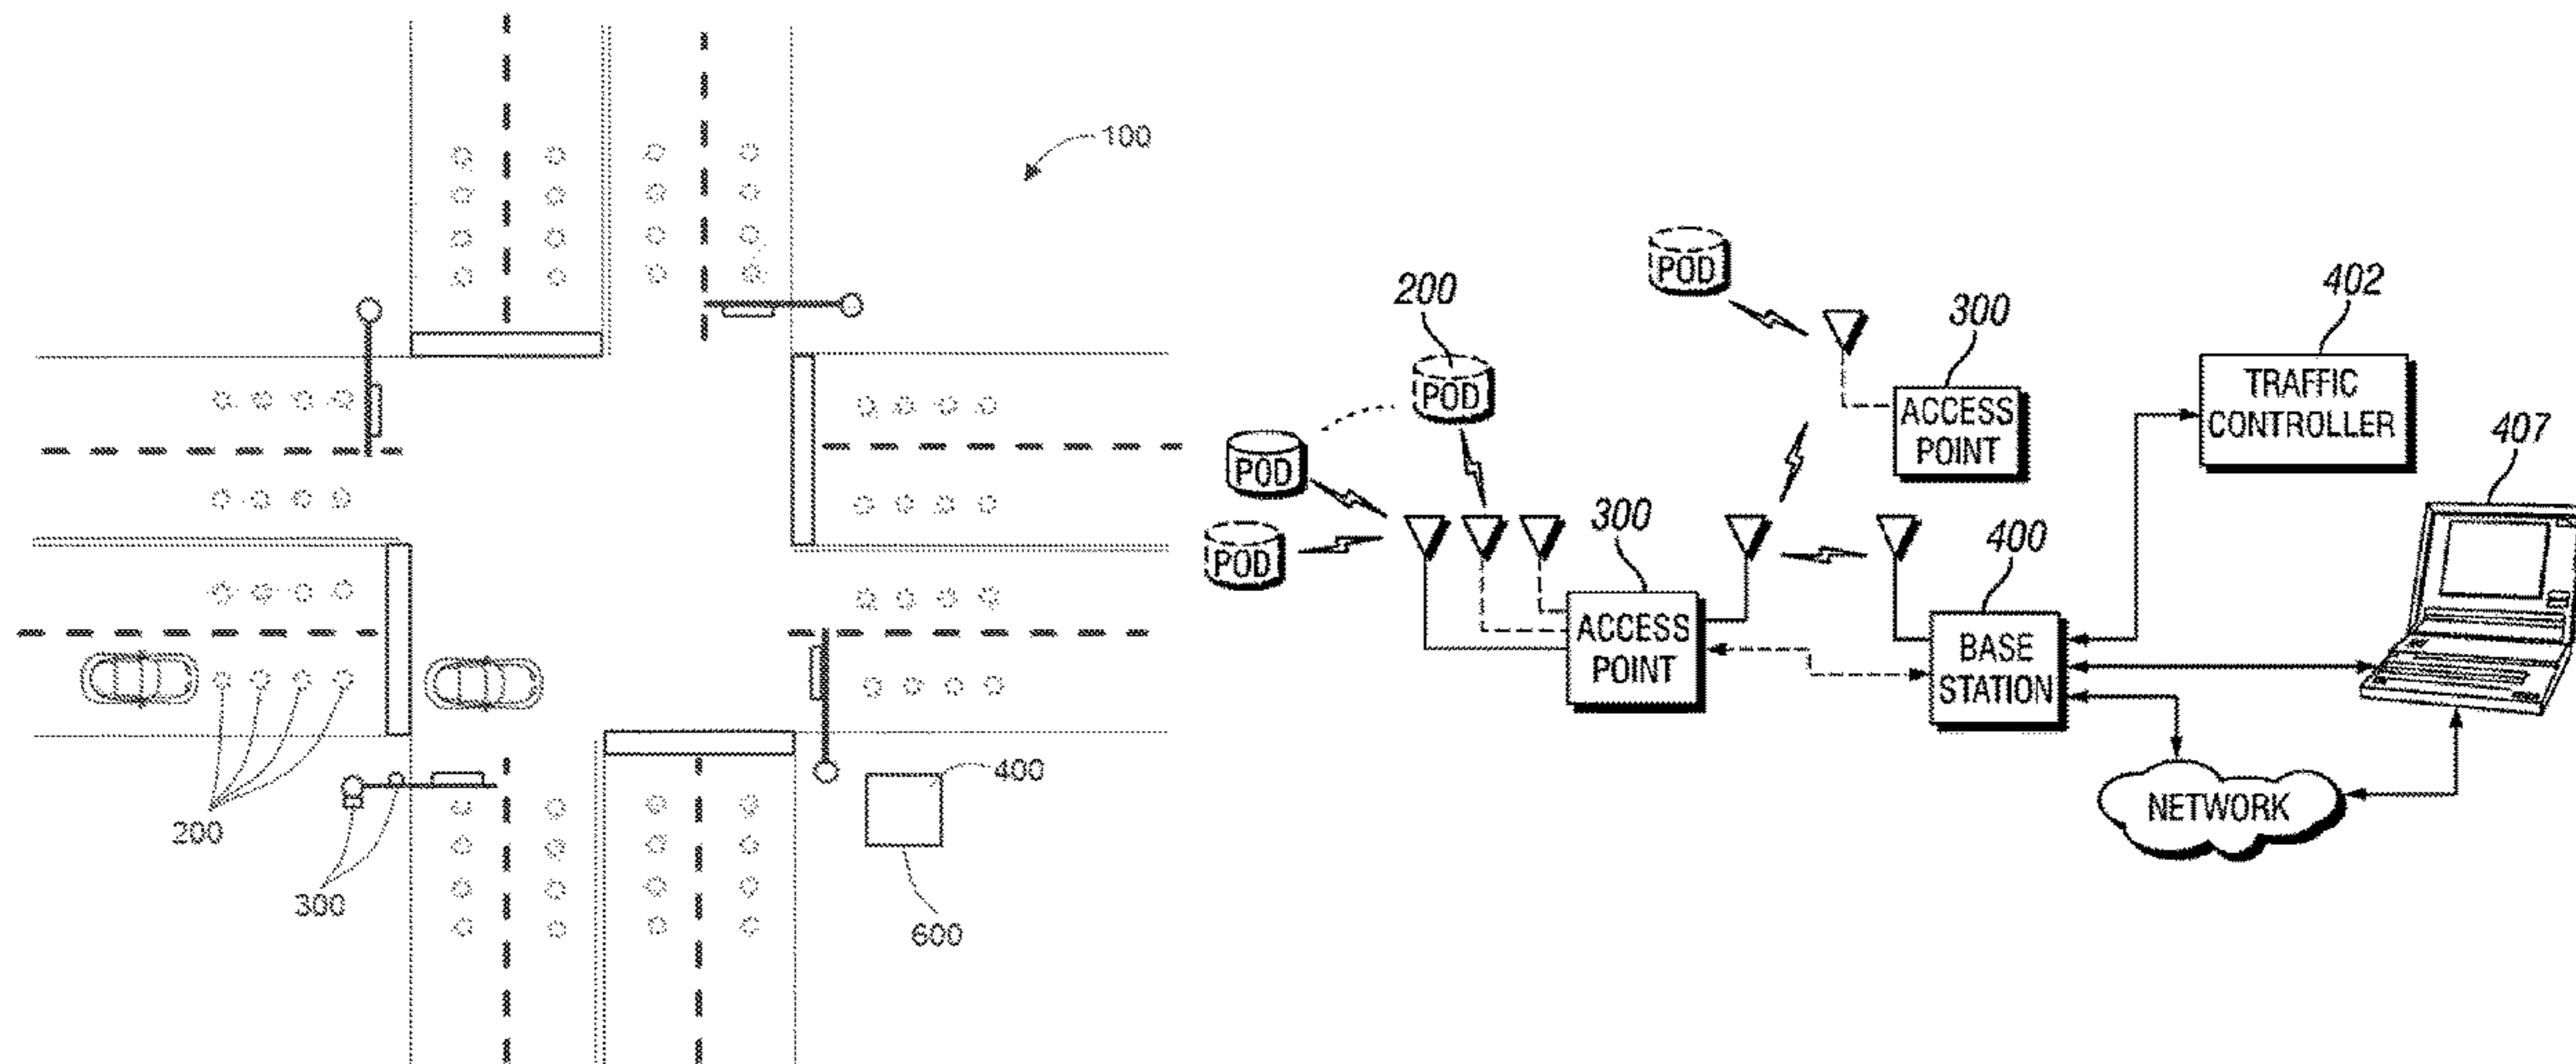 100
200
300
400
600
POD
200
POD
POD
POD
300
ACCESS
POINT
300
ACCESS
POINT
402
TRAFFIC
CONTROLLER
407
400
BASE
STATION
NETWORK